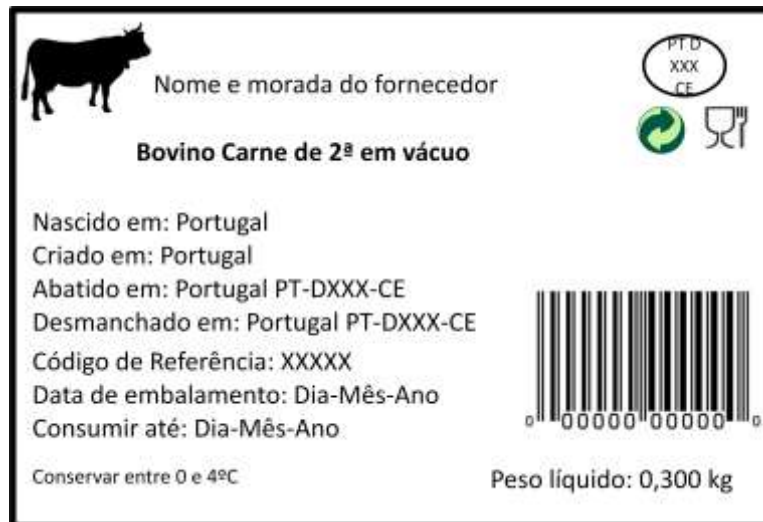 PT D
XXX
CE
Nome e morada do fornecedor
Bovino Carne de 2ª em vácuo
Nascido em: Portugal
Criado em: Portugal
Abatido em: Portugal PT-DXXX-CE
Desmanchado em: Portugal PT-DXXX-CE
Código de Referência: XXXXX
Data de embalamento: Dia-Mês-Ano
Consumir até: Dia-Mês-Ano
0 00000 00000 0
Conservar entre 0 e 4ºC
Peso líquido: 0,300 kg